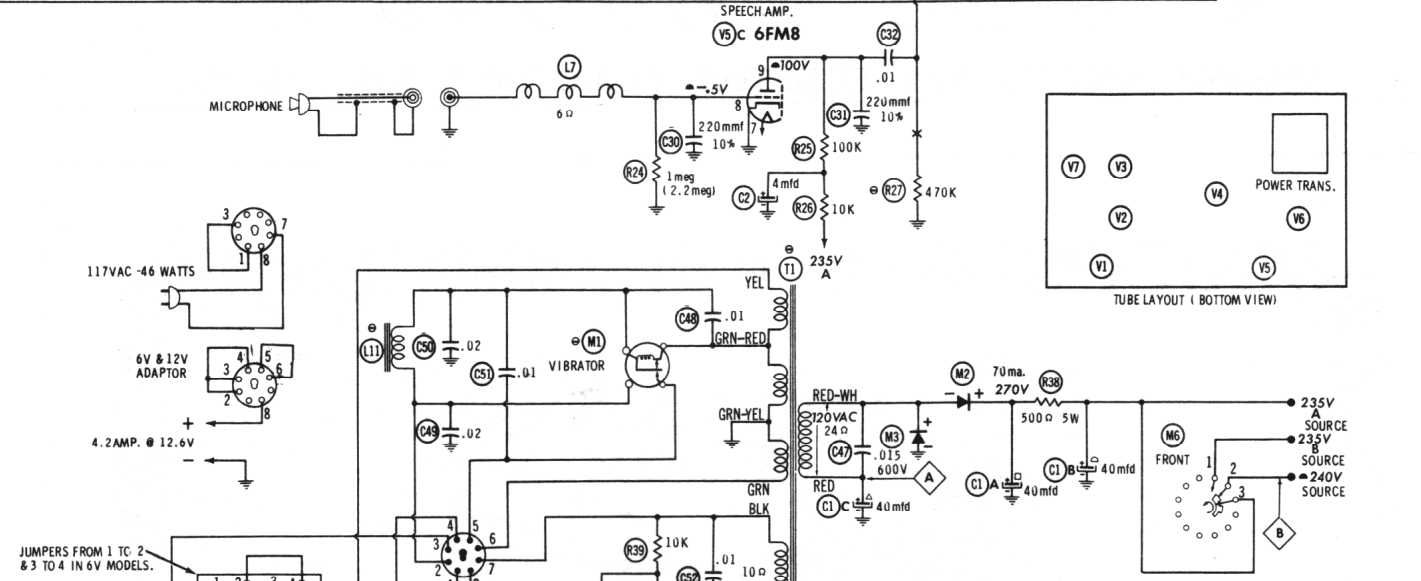 SPEECH AMP.
V5 C 6FM8
C32
9
100V
.01
L7
MICROPHONE
6Ω
-.5V
8
7
C30
220mmf
10%
C31
220mmf
10%
R24
1meg
(2.2meg)
R25
100K
C2
4mfd
R26
10K
R27
470K
235V
A
POWER TRANS.
V7
V3
V4
V2
V6
V1
V5
TUBE LAYOUT ( BOTTOM VIEW)
3
7
1
8
117VAC -46 WATTS
6V & 12V
ADAPTOR
4
5
3
6
2
8
+
4.2AMP. @ 12.6V
-
T1
YEL
L11
C50
.02
C51
.01
M1
VIBRATOR
C48
.01
GRN-RED
C49
.02
GRN-YEL
GRN
BLK
RED-WH
120VAC
24Ω
C47
.015
600V
RED
M3
+
-
A
C1 C
40mfd
M2
- +
70ma.
270V
R38
500Ω 5W
C1 A
40mfd
C1 B
40mfd
M6
FRONT
1
2
3
235V
A
SOURCE
235V
B
SOURCE
240V
SOURCE
B
JUMPERS FROM 1 TO 2
& 3 TO 4 IN 6V MODELS.
1 2 3 4
4
5
3
6
2
7
R39
10K
C52
.01
10Ω